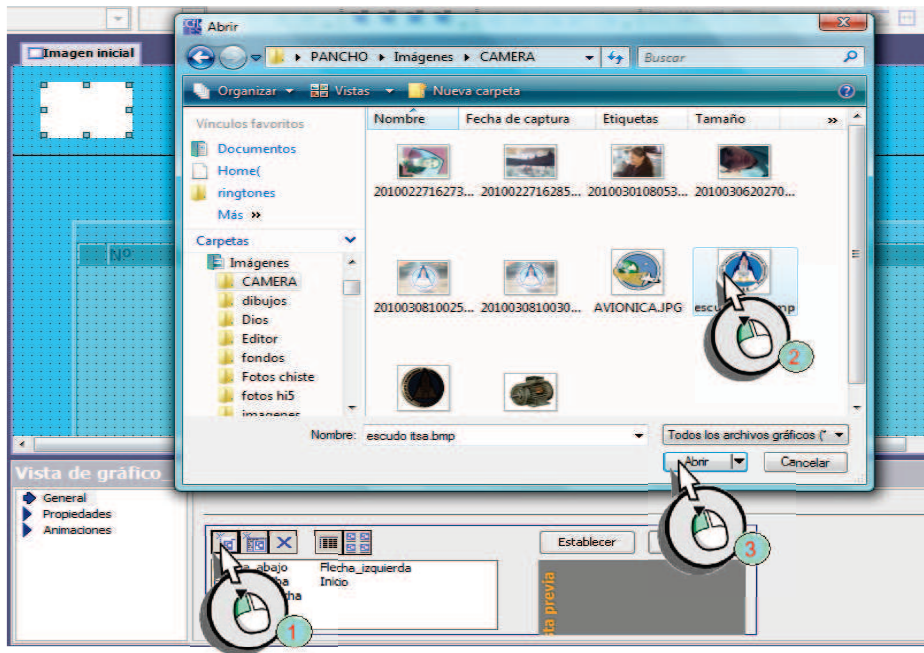 Abrir
Imagen inicial
PANCHO Imágenes CAMERA
Buscar
Organizar Vistas Nueva carpeta
Vínculos favoritos
Nombre Fecha de captura Etiquetas Tamaño »
Documentos
Home(
ringtones
Más »
2010022716273... 2010022716285... 2010030108053... 2010030620270...
Carpetas
Nº
Imágenes
CAMERA
dibujos
Dios
Editor
fondos
Fotos chiste
fotos hi5
imagenes
2010030810025... 2010030810030... AVIONICA.JPG
2
Nombre: escudo itsa.bmp Todos los archivos gráficos (*
Abrir Cancelar
Vista de gráfico_
General
Propiedades
Animaciones
Establecer
3
abajo Flecha_izquierda
Inicio
1